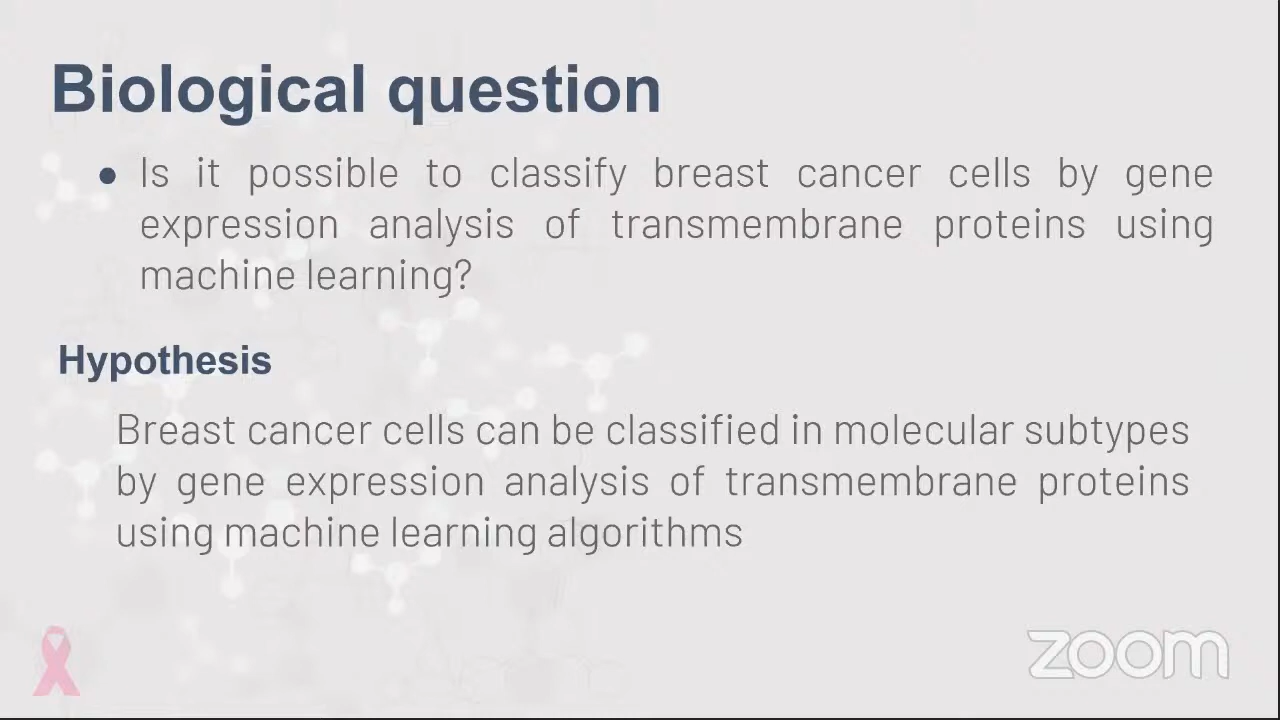 Biological question
• Is it possible to classify breast cancer cells by gene
expression analysis of transmembrane proteins using
machine learning?
Hypothesis
Breast cancer cells can be classified in molecular subtypes
by gene expression analysis of transmembrane proteins
using machine learning algorithms
zoom